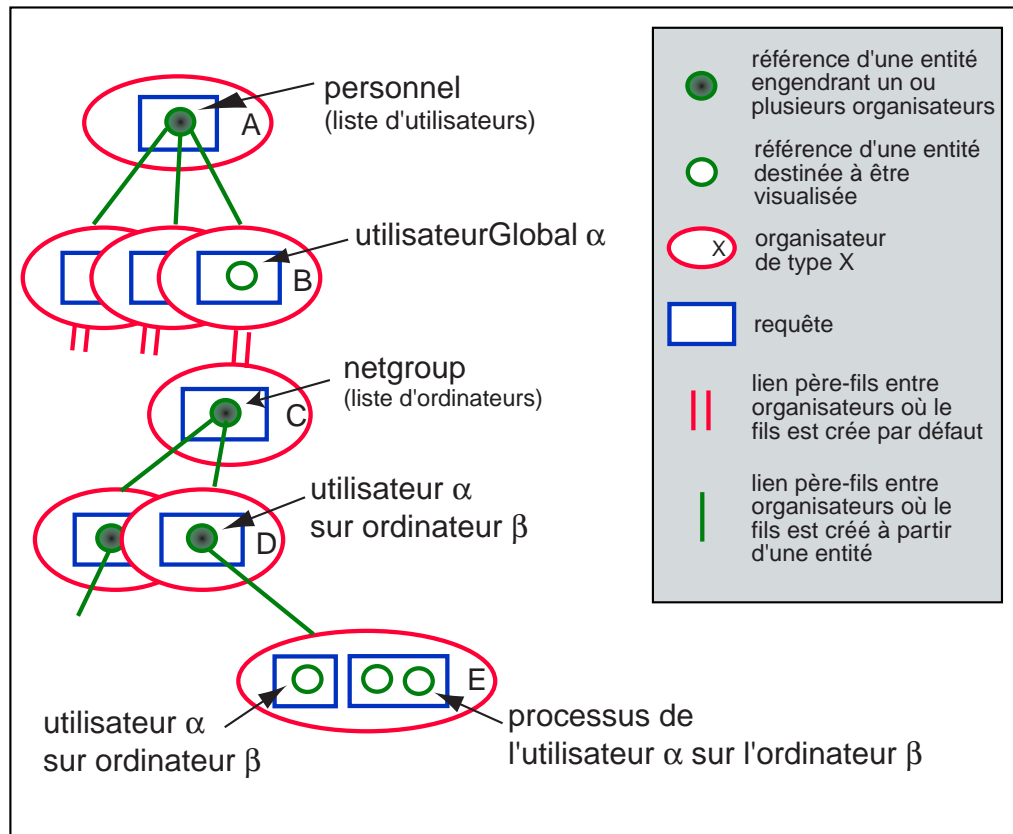 personnel
(liste d'utilisateurs)
A
utilisateurGlobal α
B
netgroup
(liste d'ordinateurs)
C
utilisateur α
sur ordinateur β
D
E
utilisateur α
sur ordinateur β
processus de
l'utilisateur α sur l'ordinateur β
référence d'une entité
engendrant un ou
plusieurs organisateurs
référence d'une entité
destinée à être
visualisée
X
organisateur
de type X
requête
lien père-fils entre
organisateurs où le
fils est crée par défaut
lien père-fils entre
organisateurs où le
fils est créé à partir
d'une entité